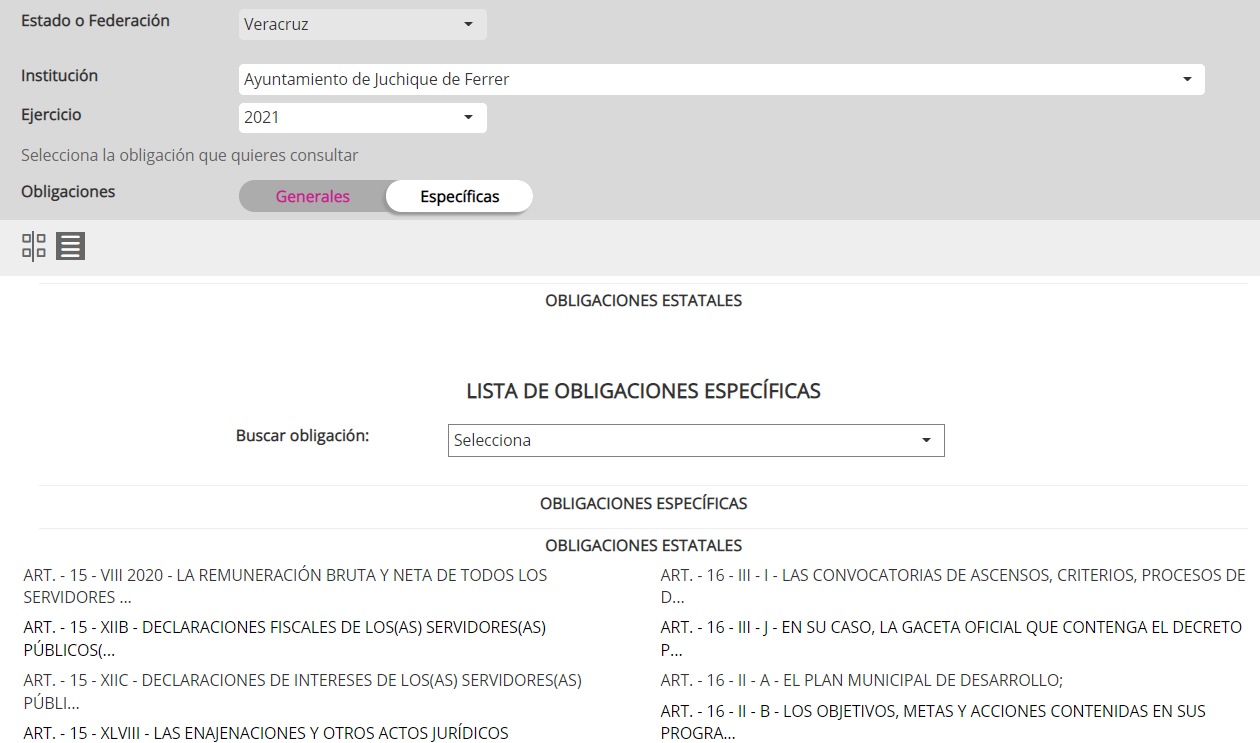 Estado o Federación
Veracruz
Institución
Ayuntamiento de Juchique de Ferrer
Ejercicio
2021
Selecciona la obligación que quieres consultar
Obligaciones
Generales
Específicas
OBLIGACIONES ESTATALES
LISTA DE OBLIGACIONES ESPECÍFICAS
Buscar obligación:
Selecciona
OBLIGACIONES ESPECÍFICAS
OBLIGACIONES ESTATALES
ART. - 15 - VIII 2020 - LA REMUNERACIÓN BRUTA Y NETA DE TODOS LOS
SERVIDORES ...
ART. - 15 - XIIB - DECLARACIONES FISCALES DE LOS(AS) SERVIDORES(AS)
PÚBLICOS(...
ART. - 15 - XIIC - DECLARACIONES DE INTERESES DE LOS(AS) SERVIDORES(AS)
PÚBLI...
ART. - 15 - XLVIII - LAS ENAJENACIONES Y OTROS ACTOS JURÍDICOS
ART. - 16 - III - I - LAS CONVOCATORIAS DE ASCENSOS, CRITERIOS, PROCESOS DE
D...
ART. - 16 - III - J - EN SU CASO, LA GACETA OFICIAL QUE CONTENGA EL DECRETO
P...
ART. - 16 - II - A - EL PLAN MUNICIPAL DE DESARROLLO;
ART. - 16 - II - B - LOS OBJETIVOS, METAS Y ACCIONES CONTENIDAS EN SUS
PROGRA...